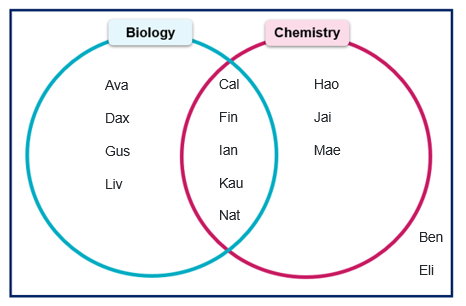 Biology
Chemistry
Ava
Dax
Gus
Liv
Cal
Fin
Ian
Kau
Nat
Hao
Jai
Mae
Ben
Eli